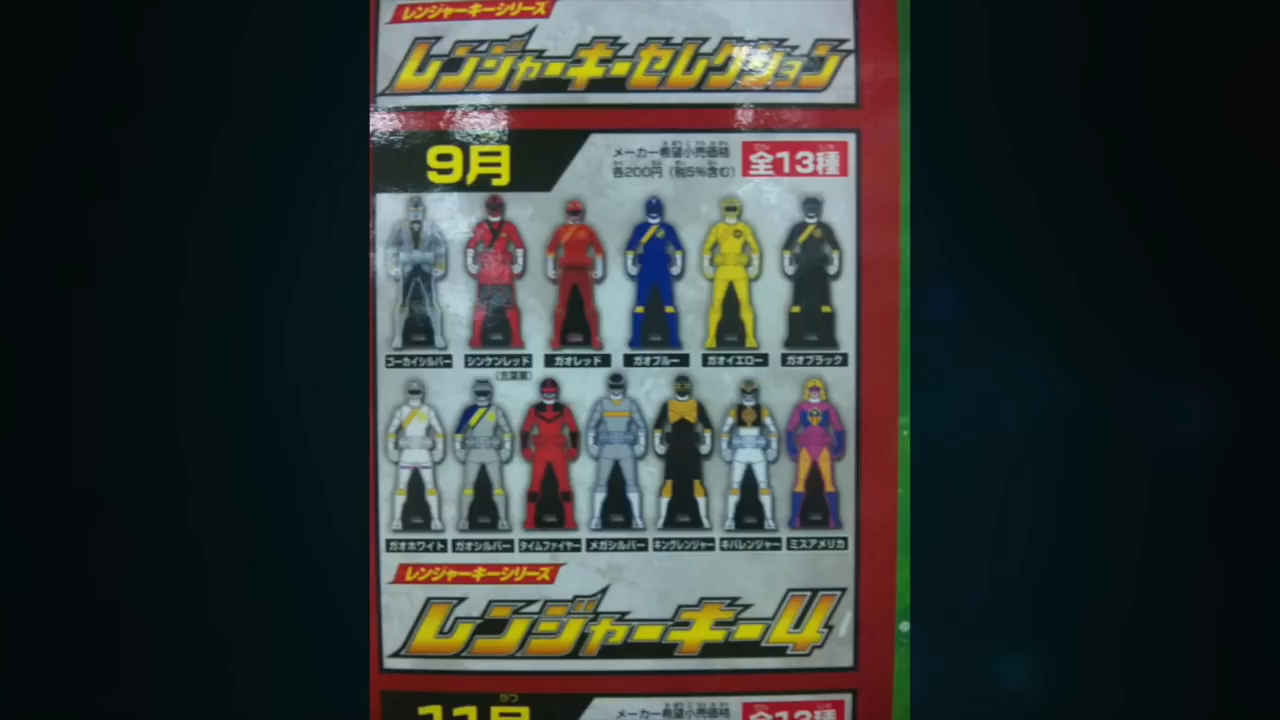 レンジャーキーシリーズ
レンジャーキーセレクション
9月
メーカー希望小売価格
各200円(税5%含む)
全13種
ゴーカイシルバー
シンケンレッド
ガオレッド
ガオブルー
ガオイエロー
ガオブラック
ガオホワイト
ガオシルバー
タイムファイヤー
メガシルバー
キングレンジャー
キバレンジャー
ミスアメリカ
レンジャーキーシリーズ
レンジャーキー4
11月
メーカー希望小売価格
全13種